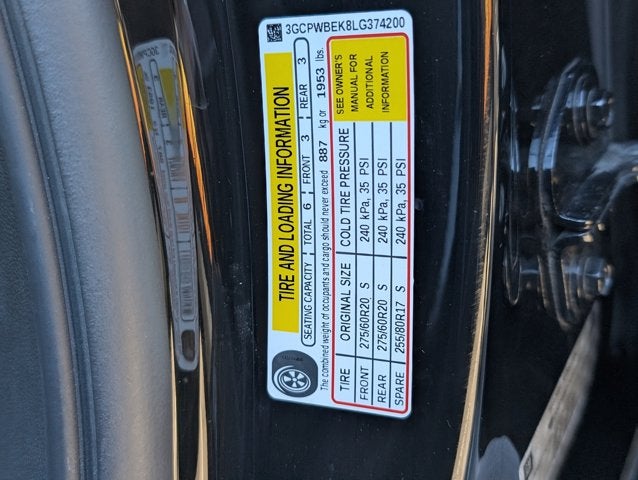 3GCPWBEK8LG374200
TIRE AND LOADING INFORMATION
SEATING CAPACITY TOTAL 6 FRONT 3 REAR 3
The combined weight of occupants and cargo should never exceed 887 kg or 1953 lbs.
TIRE ORIGINAL SIZE COLD TIRE PRESSURE
FRONT 275/60R20 S 240 kPa, 35 PSI
REAR 275/60R20 S 240 kPa, 35 PSI
SPARE 255/80R17 S 240 kPa, 35 PSI
SEE OWNER'S
MANUAL FOR
ADDITIONAL
INFORMATION